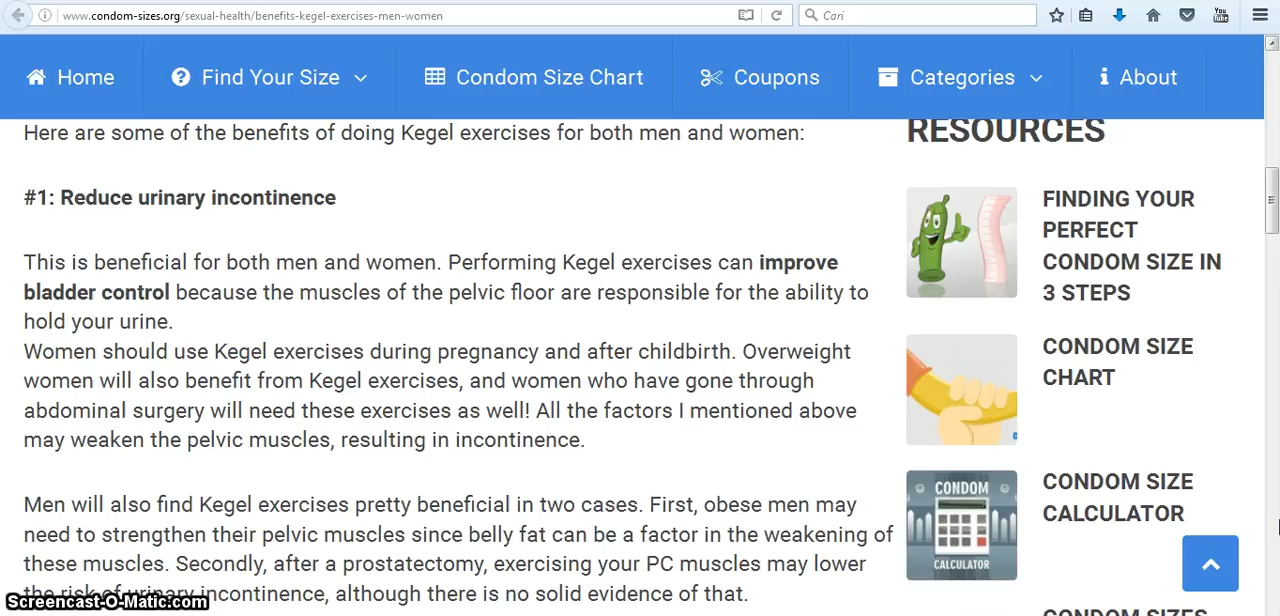 www.condom-sizes.org/sexual-health/benefits-kegel-exercises-men-women
Cari
You
Tube
Home
Find Your Size
Condom Size Chart
Coupons
Categories
About
Here are some of the benefits of doing Kegel exercises for both men and women:
#1: Reduce urinary incontinence
This is beneficial for both men and women. Performing Kegel exercises can improve
bladder control because the muscles of the pelvic floor are responsible for the ability to
hold your urine.
Women should use Kegel exercises during pregnancy and after childbirth. Overweight
women will also benefit from Kegel exercises, and women who have gone through
abdominal surgery will need these exercises as well! All the factors I mentioned above
may weaken the pelvic muscles, resulting in incontinence.
Men will also find Kegel exercises pretty beneficial in two cases. First, obese men may
need to strengthen their pelvic muscles since belly fat can be a factor in the weakening of
these muscles. Secondly, after a prostatectomy, exercising your PC muscles may lower
the risk of urinary incontinence, although there is no solid evidence of that.
RESOURCES
FINDING YOUR
PERFECT
CONDOM SIZE IN
3 STEPS
CONDOM SIZE
CHART
CONDOM
CALCULATOR
CONDOM SIZE
CALCULATOR
CONDOM SIZES
Screencast-O-Matic.com